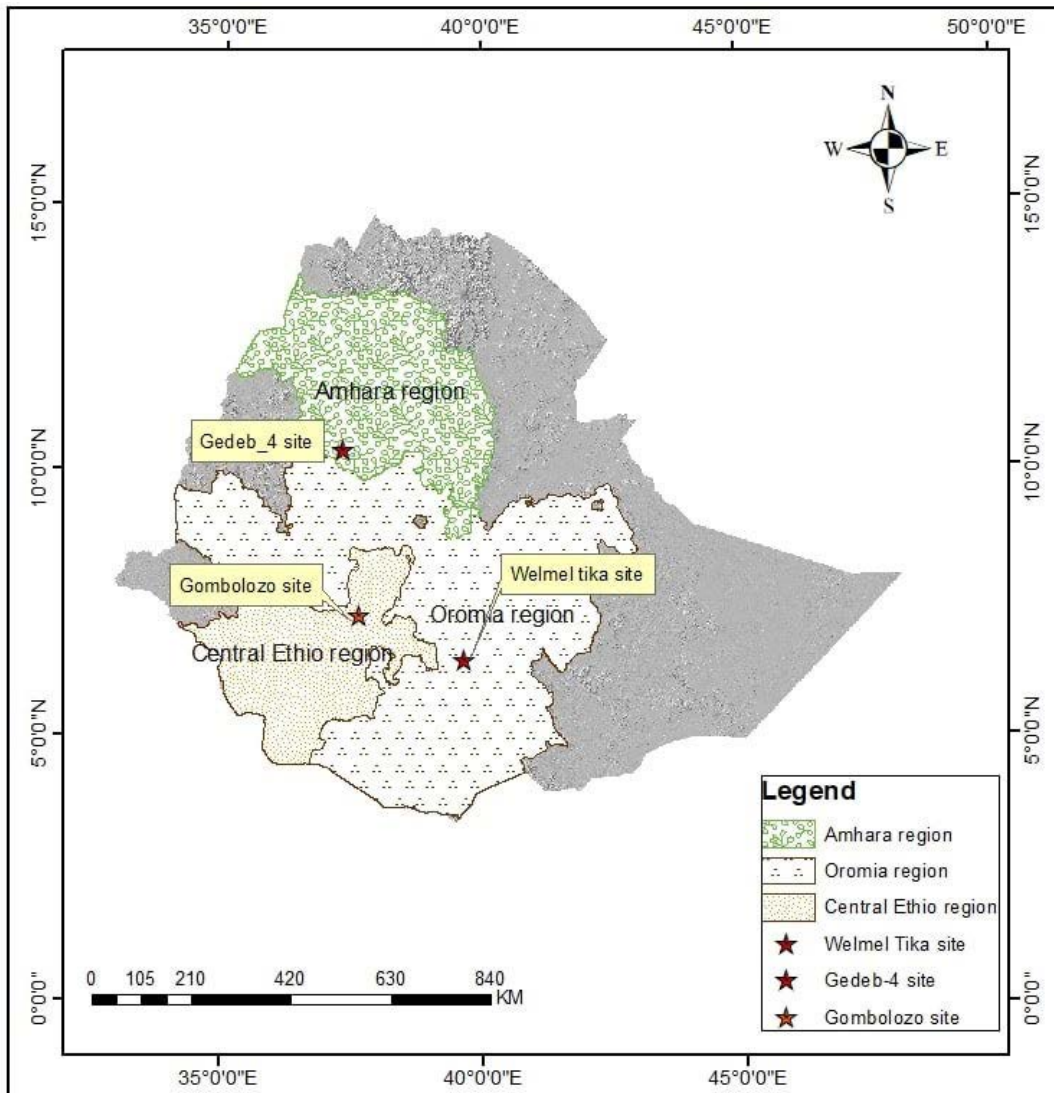 35°0'0"E 40°0'0"E 45°0'0"E 50°0'0"E
N
W E
S
15°0'0"N 15°0'0"N
Amhara region
Gedeb_4 site
10°0'0"N 10°0'0"N
Welmel tika site
Gombolozo site
Oromia region
Central Ethio region
5°0'0"N 5°0'0"N
Legend
Amhara region
Oromia region
Central Ethio region
Welmel Tika site
Gedeb-4 site
Gombolozo site
0 105 210 420 630 840
KM
0°0'0" 0°0'0"
35°0'0"E 40°0'0"E 45°0'0"E